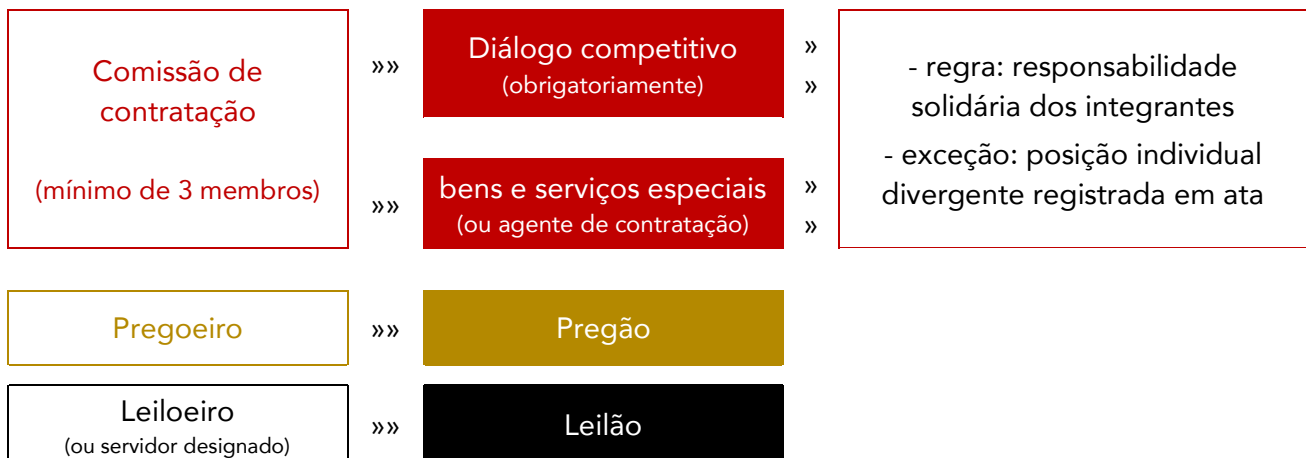 Comissão de
contratação
(mínimo de 3 membros)
»»
Diálogo competitivo
(obrigatoriamente)
»
»
»»
bens e serviços especiais
(ou agente de contratação)
»
»
- regra: responsabilidade
solidária dos integrantes
- exceção: posição individual
divergente registrada em ata
Pregoeiro
»»
Pregão
Leiloeiro
(ou servidor designado)
»»
Leilão